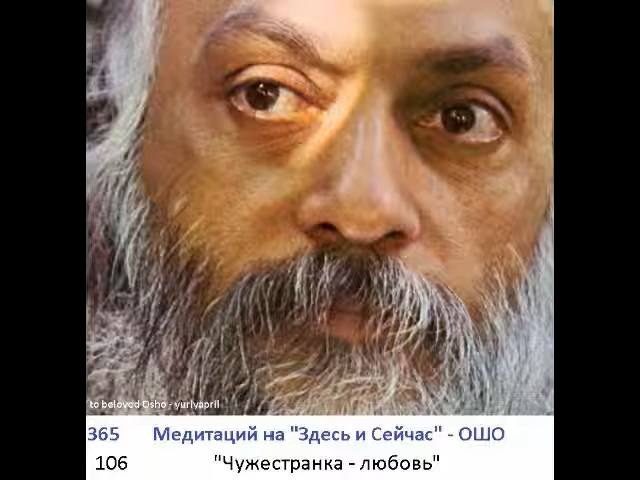 to beloved Osho - yuriyapril
365 Медитаций на "Здесь и Сейчас" - ОШО
106 "Чужестранка - любовь"